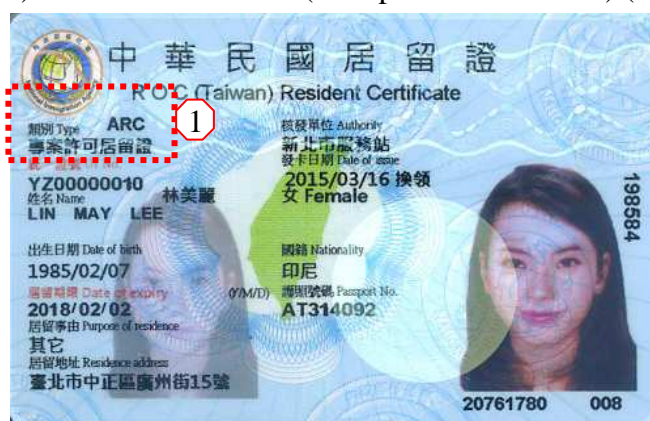 中華民國居留證
R O C (Taiwan) Resident Certificate
類別 Type ARC
1
專案許可居留證
核發單位 Authority
新北市服務站
發卡日期 Date of issue
2015/03/16 換領
YZ00000010
姓名 Name 林美麗
女 Female
LIN MAY LEE
198584
出生日期 Date of birth
1985/02/07
國籍 Nationality
印尼
居留期限 Date of expiry (Y/M/D)
2018/02/02
護照號碼 Passport No.
AT314092
居留事由 Purpose of residence
其它
居留地址 Residence address
臺北市中正區廣州街15號
20761780 008